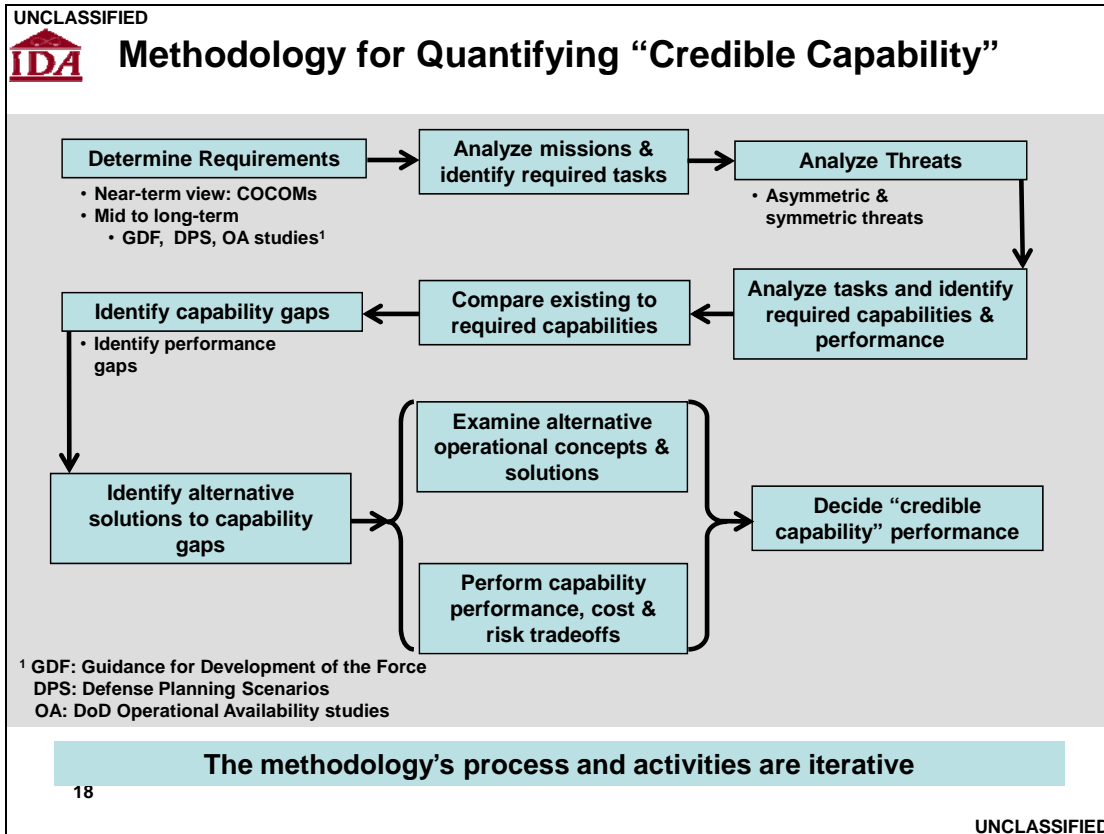 UNCLASSIFIED
IDA
Methodology for Quantifying “Credible Capability”
Determine Requirements
• Near-term view: COCOMs
• Mid to long-term
• GDF, DPS, OA studies¹
Analyze missions &
identify required tasks
Analyze Threats
• Asymmetric &
symmetric threats
Identify capability gaps
• Identify performance
gaps
Compare existing to
required capabilities
Analyze tasks and identify
required capabilities &
performance
Identify alternative
solutions to capability
gaps
Examine alternative
operational concepts &
solutions
Perform capability
performance, cost &
risk tradeoffs
Decide “credible
capability” performance
¹ GDF: Guidance for Development of the Force
DPS: Defense Planning Scenarios
OA: DoD Operational Availability studies
The methodology’s process and activities are iterative
18
UNCLASSIFIED